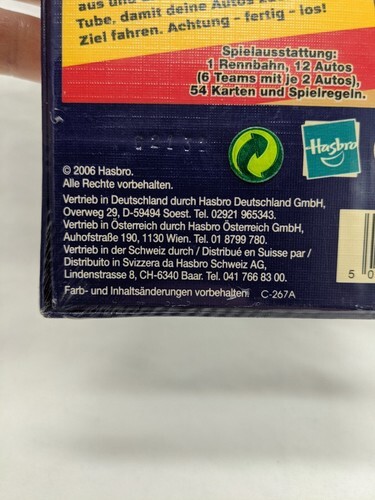 aus und
Tube, damit deine Autos
Ziel fahren. Achtung - fertig - los!
Spielausstattung:
1 Rennbahn, 12 Autos
(6 Teams mit je 2 Autos),
54 Karten und Spielregeln.
Hasbro
© 2006 Hasbro.
Alle Rechte vorbehalten.
Vertrieb in Deutschland durch Hasbro Deutschland GmbH,
Overweg 29, D-59494 Soest. Tel. 02921 965343.
Vertrieb in Österreich durch Hasbro Österreich GmbH,
Auhofstraße 190, 1130 Wien. Tel. 01 8799 780.
Vertrieb in der Schweiz durch / Distribué en Suisse par /
Distribuito in Svizzera da Hasbro Schweiz AG,
Lindenstrasse 8, CH-6340 Baar. Tel. 041 766 83 00.
Farb- und Inhaltsänderungen vorbehalten. C-267A
5 0